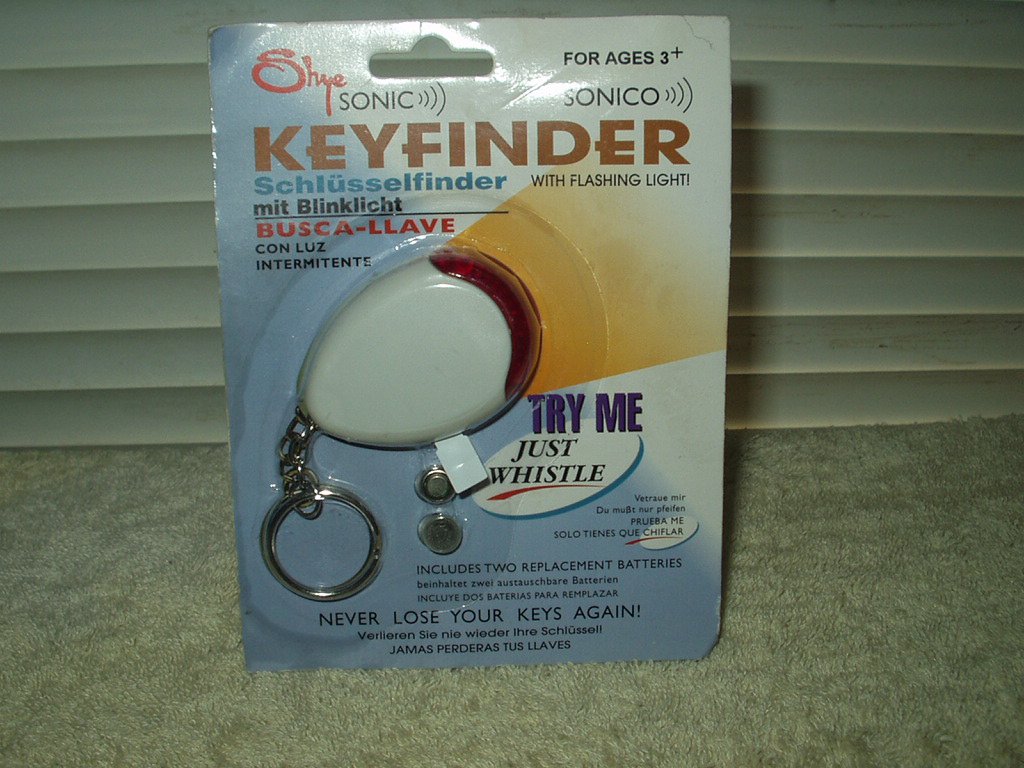 Shye SONIC
FOR AGES 3+
SONICO
KEYFINDER
Schlüsselfinder
WITH FLASHING LIGHT!
mit Blinklicht
BUSCA-LLAVE
CON LUZ
INTERMITENTE
TRY ME
JUST
WHISTLE
Vetraue mir
Du mußt nur pfeifen
PRUEBA ME
SOLO TIENES QUE CHIFLAR
INCLUDES TWO REPLACEMENT BATTERIES
beinhaltet zwei austauschbare Batterien
INCLUYE DOS BATERIAS PARA REMPLAZAR
NEVER LOSE YOUR KEYS AGAIN!
Verlieren Sie nie wieder Ihre Schlüssel!
JAMAS PERDERAS TUS LLAVES